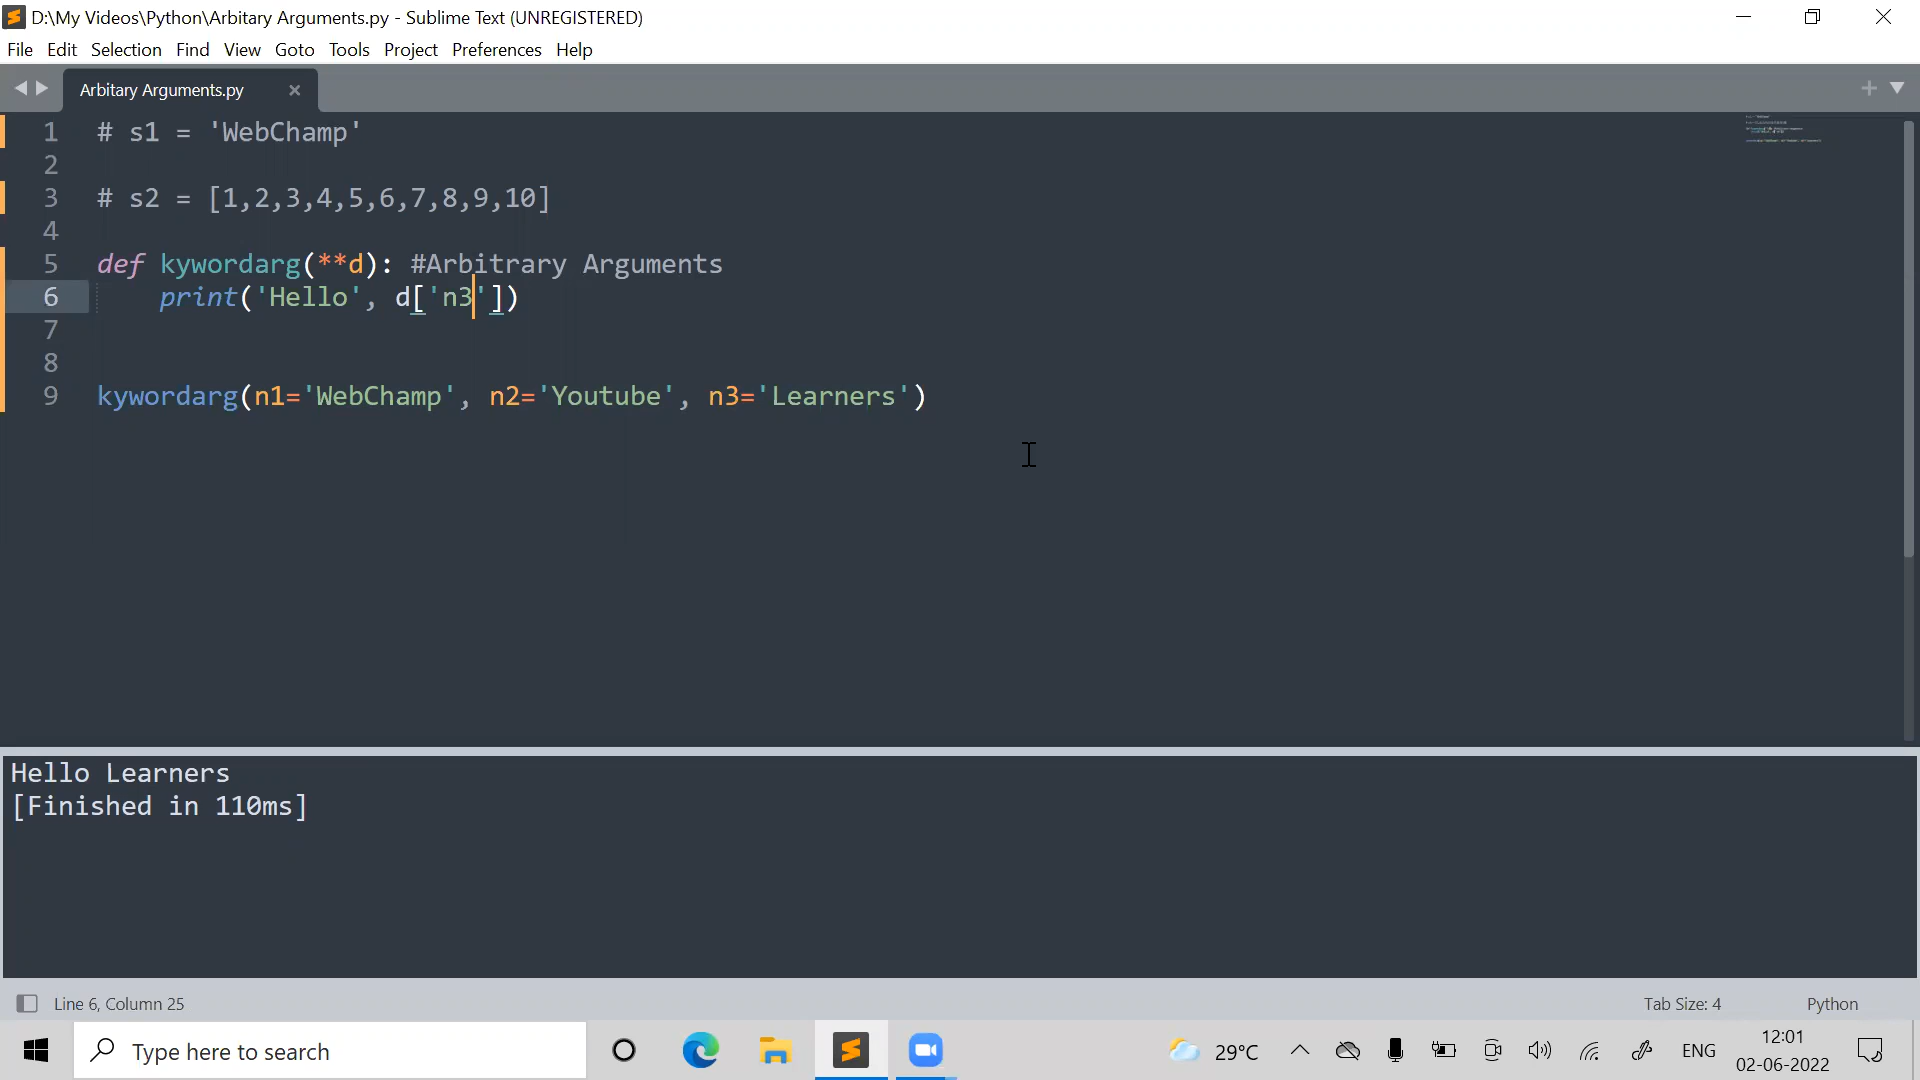 D:\My Videos\Python\Arbitary Arguments.py - Sublime Text (UNREGISTERED)
File Edit Selection Find View Goto Tools Project Preferences Help
Arbitary Arguments.py
1 # s1 = 'WebChamp'
2
3 # s2 = [1,2,3,4,5,6,7,8,9,10]
4
5 def kywordarg(**d): #Arbitrary Arguments
6 print('Hello', d['n3'])
7
8
9 kywordarg(n1='WebChamp', n2='Youtube', n3='Learners')
Hello Learners
[Finished in 110ms]
Line 6, Column 25 Tab Size: 4 Python
Type here to search 29°C ENG 12:01
02-06-2022